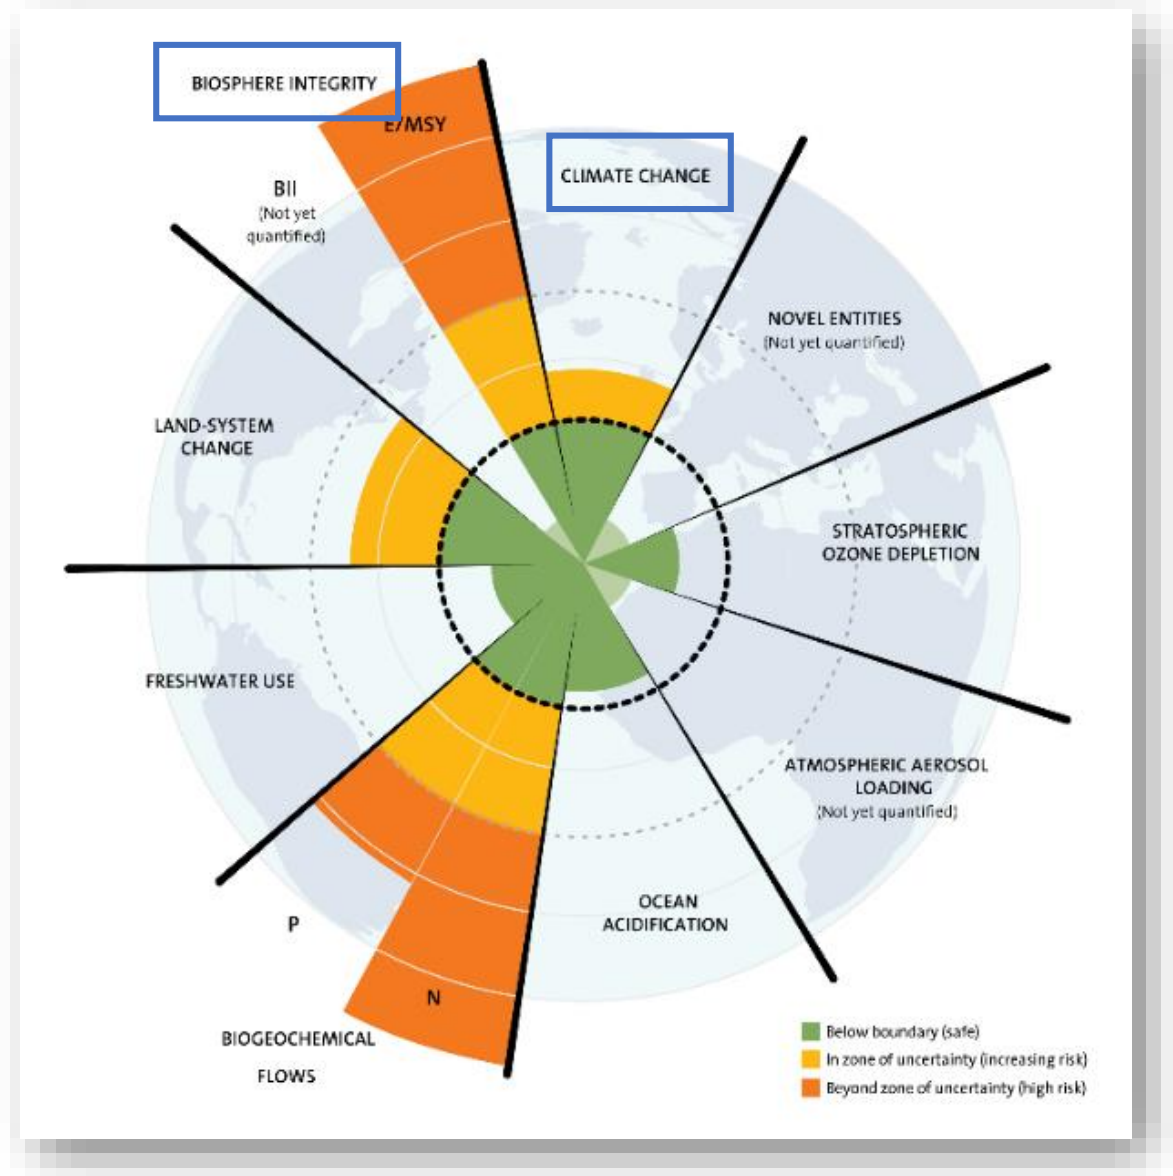 BIOSPHERE INTEGRITY
E/MSY
CLIMATE CHANGE
BII
(Not yet
quantified)
NOVEL ENTITIES
(Not yet quantified)
LAND-SYSTEM
CHANGE
STRATOSPHERIC
OZONE DEPLETION
FRESHWATER USE
ATMOSPHERIC AEROSOL
LOADING
(Not yet quantified)
OCEAN
ACIDIFICATION
P
N
BIOGEOCHEMICAL
FLOWS
Below boundary (safe)
In zone of uncertainty (increasing risk)
Beyond zone of uncertainty (high risk)